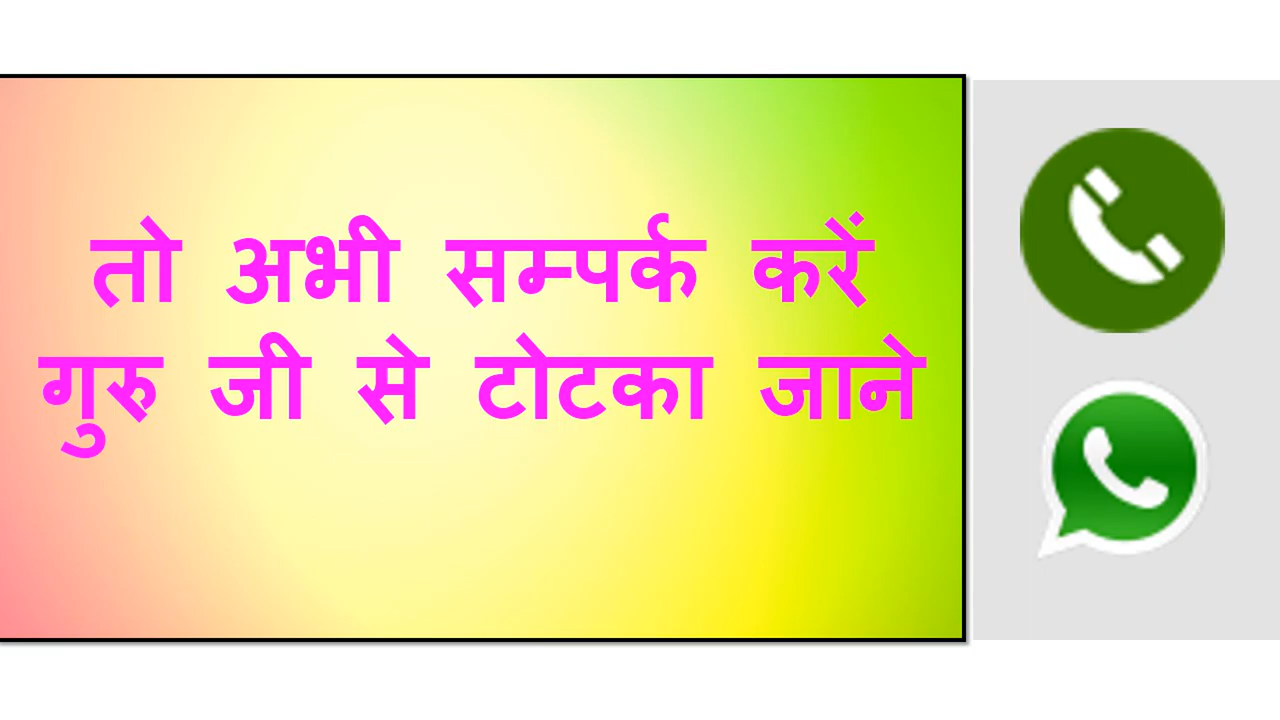 तो अभी सम्पर्क करें
गुरु जी से टोटका जाने